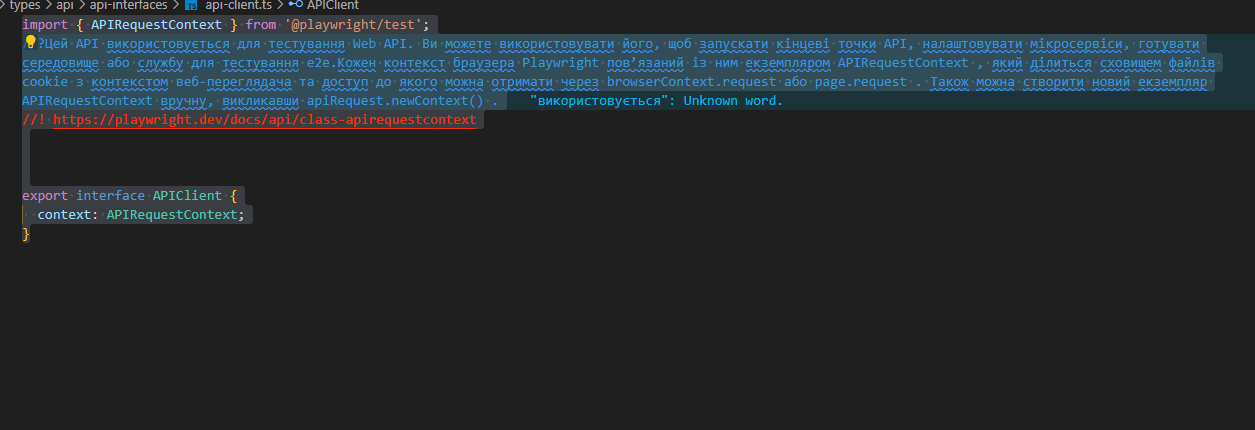 types > api > api-interfaces > TS api-client.ts > APIClient
import { APIRequestContext } from '@playwright/test';
/?Цей API використовується для тестування Web API. Ви можете використовувати його, щоб запускати кінцеві точки API, налаштовувати мікросервіси, готувати
середовище або службу для тестування e2e.Кожен контекст браузера Playwright пов’язаний із ним екземпляром APIRequestContext , який ділиться сховищем файлів
cookie з контекстом веб-переглядача та доступ до якого можна отримати через browserContext.request або page.request . Також можна створити новий екземпляр
APIRequestContext вручну, викликавши apiRequest.newContext() . "використовується": Unknown word.
//! https://playwright.dev/docs/api/class-apirequestcontext
export interface APIClient {
context: APIRequestContext;
}